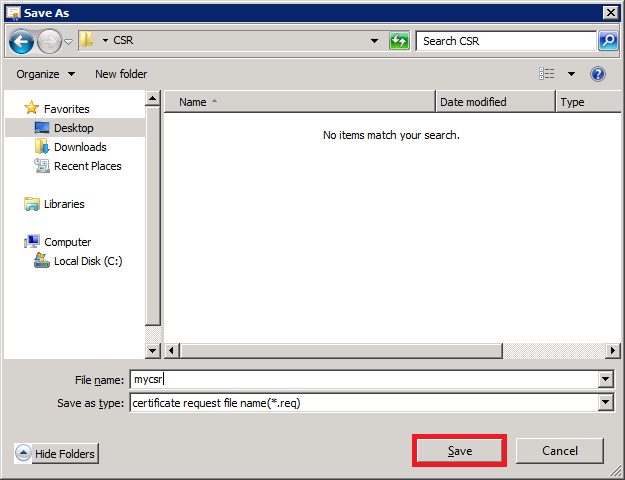 Save As
CSR
Search CSR
Organize
New folder
Name
Date modified
Type
Favorites
Desktop
Downloads
Recent Places
Libraries
Computer
Local Disk (C:)
No items match your search.
File name: mycsr
Save as type: certificate request file name(*.req)
Hide Folders
Save
Cancel